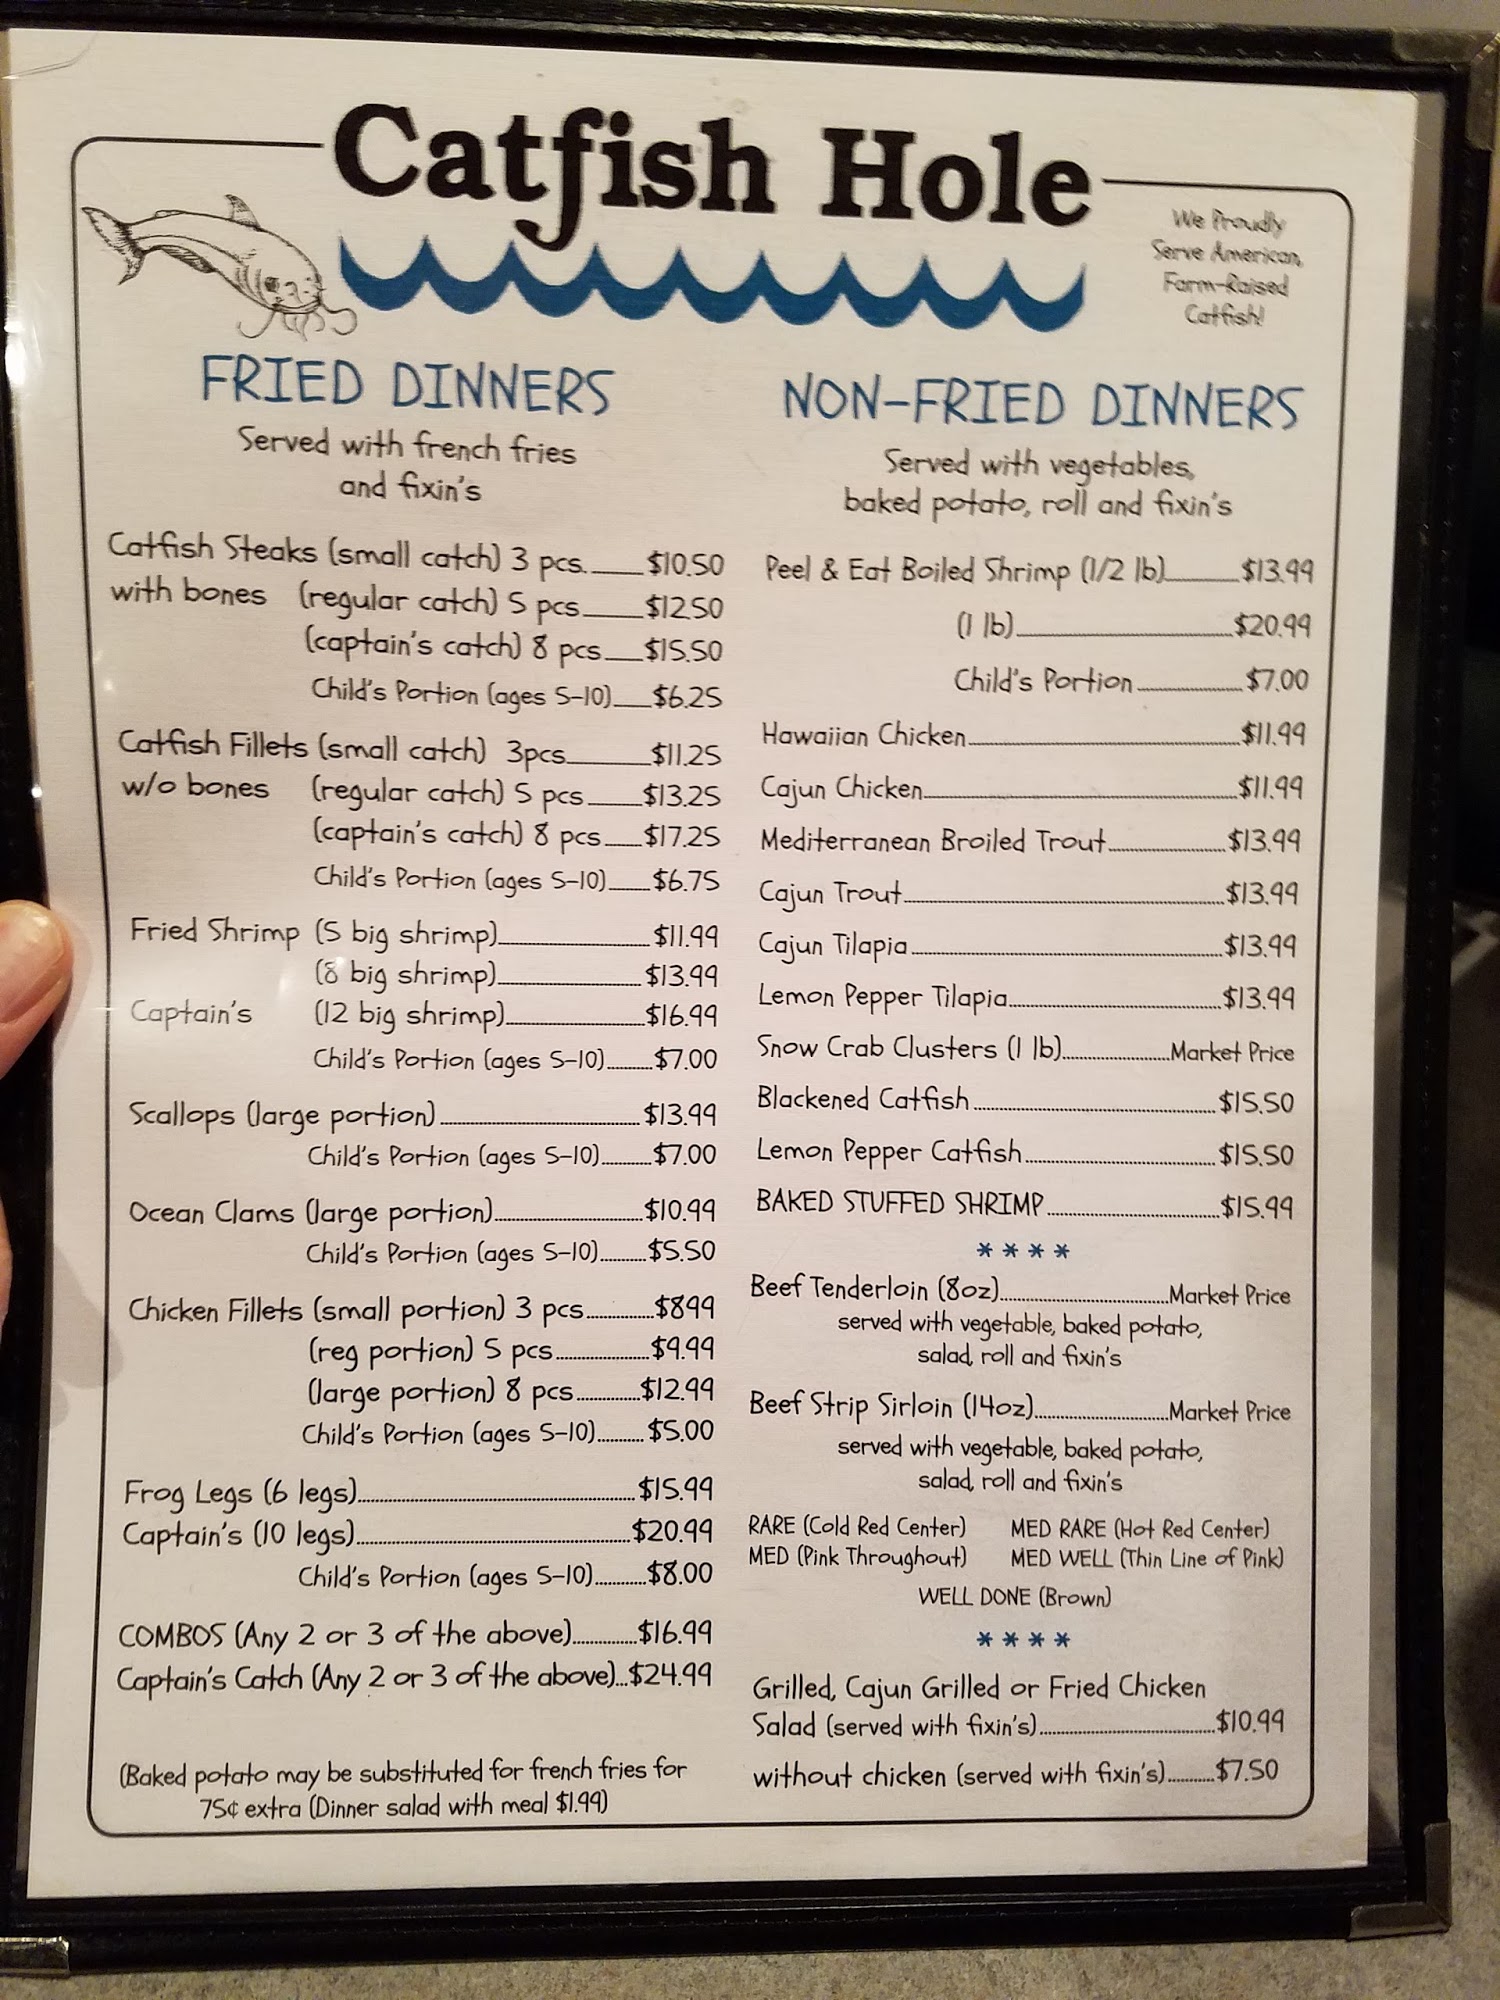 Catfish Hole
We Proudly
Serve American,
Farm-Raised
Catfish!
FRIED DINNERS
Served with french fries
and fixin's
Catfish Steaks (small catch) 3 pcs. $10.50
with bones (regular catch) 5 pcs $12.50
(captain's catch) 8 pcs $15.50
Child's Portion (ages 5-10) $6.25
Catfish Fillets (small catch) 3pcs $11.25
w/o bones (regular catch) 5 pcs $13.25
(captain's catch) 8 pcs $17.25
Child's Portion (ages 5-10) $6.75
Fried Shrimp (5 big shrimp) $11.99
(8 big shrimp) $13.99
Captain's (12 big shrimp) $16.99
Child's Portion (ages 5-10) $7.00
Scallops (large portion) $13.99
Child's Portion (ages 5-10) $7.00
Ocean Clams (large portion) $10.99
Child's Portion (ages 5-10) $5.50
Chicken Fillets (small portion) 3 pcs $899
(reg portion) 5 pcs $9.99
(large portion) 8 pcs $12.99
Child's Portion (ages 5-10) $5.00
Frog Legs (6 legs) $15.99
Captain's (10 legs) $20.99
Child's Portion (ages 5-10) $8.00
COMBOS (Any 2 or 3 of the above) $16.99
Captain's Catch (Any 2 or 3 of the above) $24.99
(Baked potato may be substituted for french fries for
75¢ extra (Dinner salad with meal $1.99)
NON-FRIED DINNERS
Served with vegetables,
baked potato, roll and fixin's
Peel & Eat Boiled Shrimp (1/2 lb) $13.99
(1 lb) $20.99
Child's Portion $7.00
Hawaiian Chicken $11.99
Cajun Chicken $11.99
Mediterranean Broiled Trout $13.99
Cajun Trout $13.99
Cajun Tilapia $13.99
Lemon Pepper Tilapia $13.99
Snow Crab Clusters (1 lb) Market Price
Blackened Catfish $15.50
Lemon Pepper Catfish $15.50
BAKED STUFFED SHRIMP $15.99
****
Beef Tenderloin (8oz) Market Price
served with vegetable, baked potato,
salad, roll and fixin's
Beef Strip Sirloin (14oz) Market Price
served with vegetable, baked potato,
salad, roll and fixin's
RARE (Cold Red Center) MED RARE (Hot Red Center)
MED (Pink Throughout) MED WELL (Thin Line of Pink)
WELL DONE (Brown)
****
Grilled, Cajun Grilled or Fried Chicken
Salad (served with fixin's) $10.99
without chicken (served with fixin's) $7.50